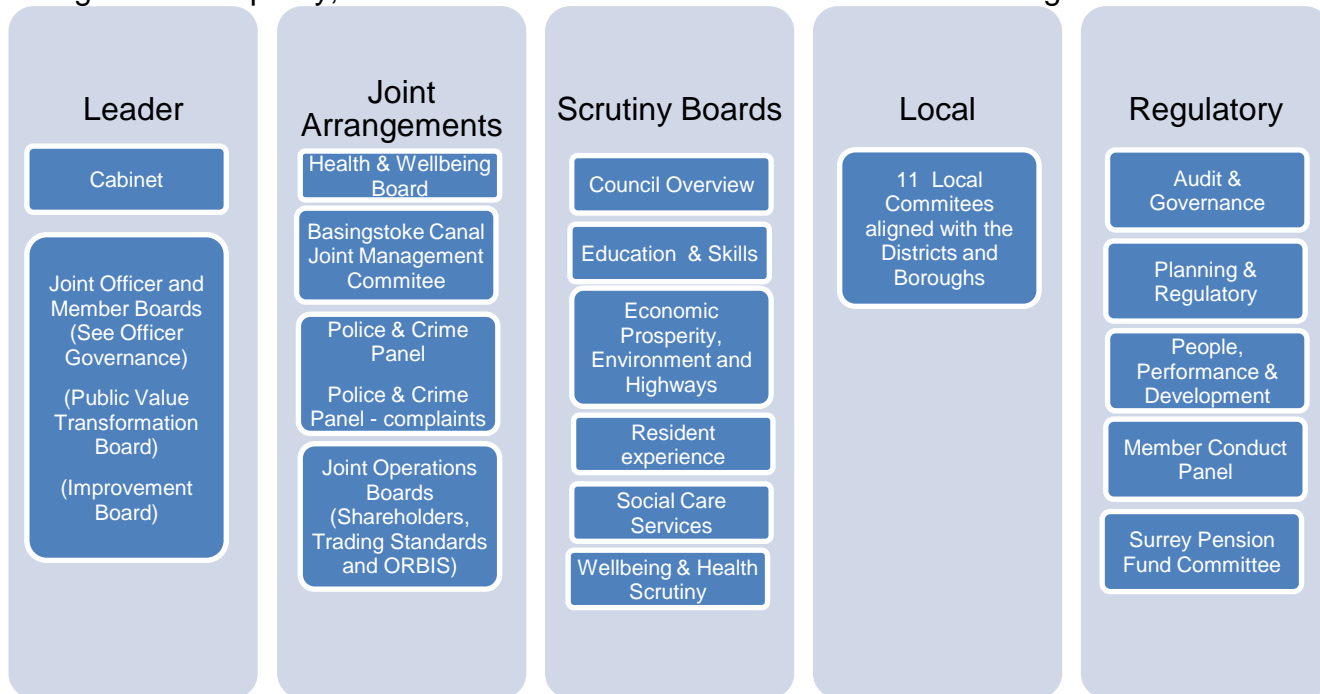 Leader
Cabinet
Joint Officer and
Member Boards
(See Officer
Governance)
(Public Value
Transformation
Board)
(Improvement
Board)
Joint
Arrangements
Health & Wellbeing
Board
Basingstoke Canal
Joint Management
Commitee
Police & Crime
Panel
Police & Crime
Panel - complaints
Joint Operations
Boards
(Shareholders,
Trading Standards
and ORBIS)
Scrutiny Boards
Council Overview
Education & Skills
Economic
Prosperity,
Environment and
Highways
Resident
experience
Social Care
Services
Wellbeing & Health
Scrutiny
Local
11 Local
Commitees
aligned with the
Districts and
Boroughs
Regulatory
Audit &
Governance
Planning &
Regulatory
People,
Performance &
Development
Member Conduct
Panel
Surrey Pension
Fund Committee